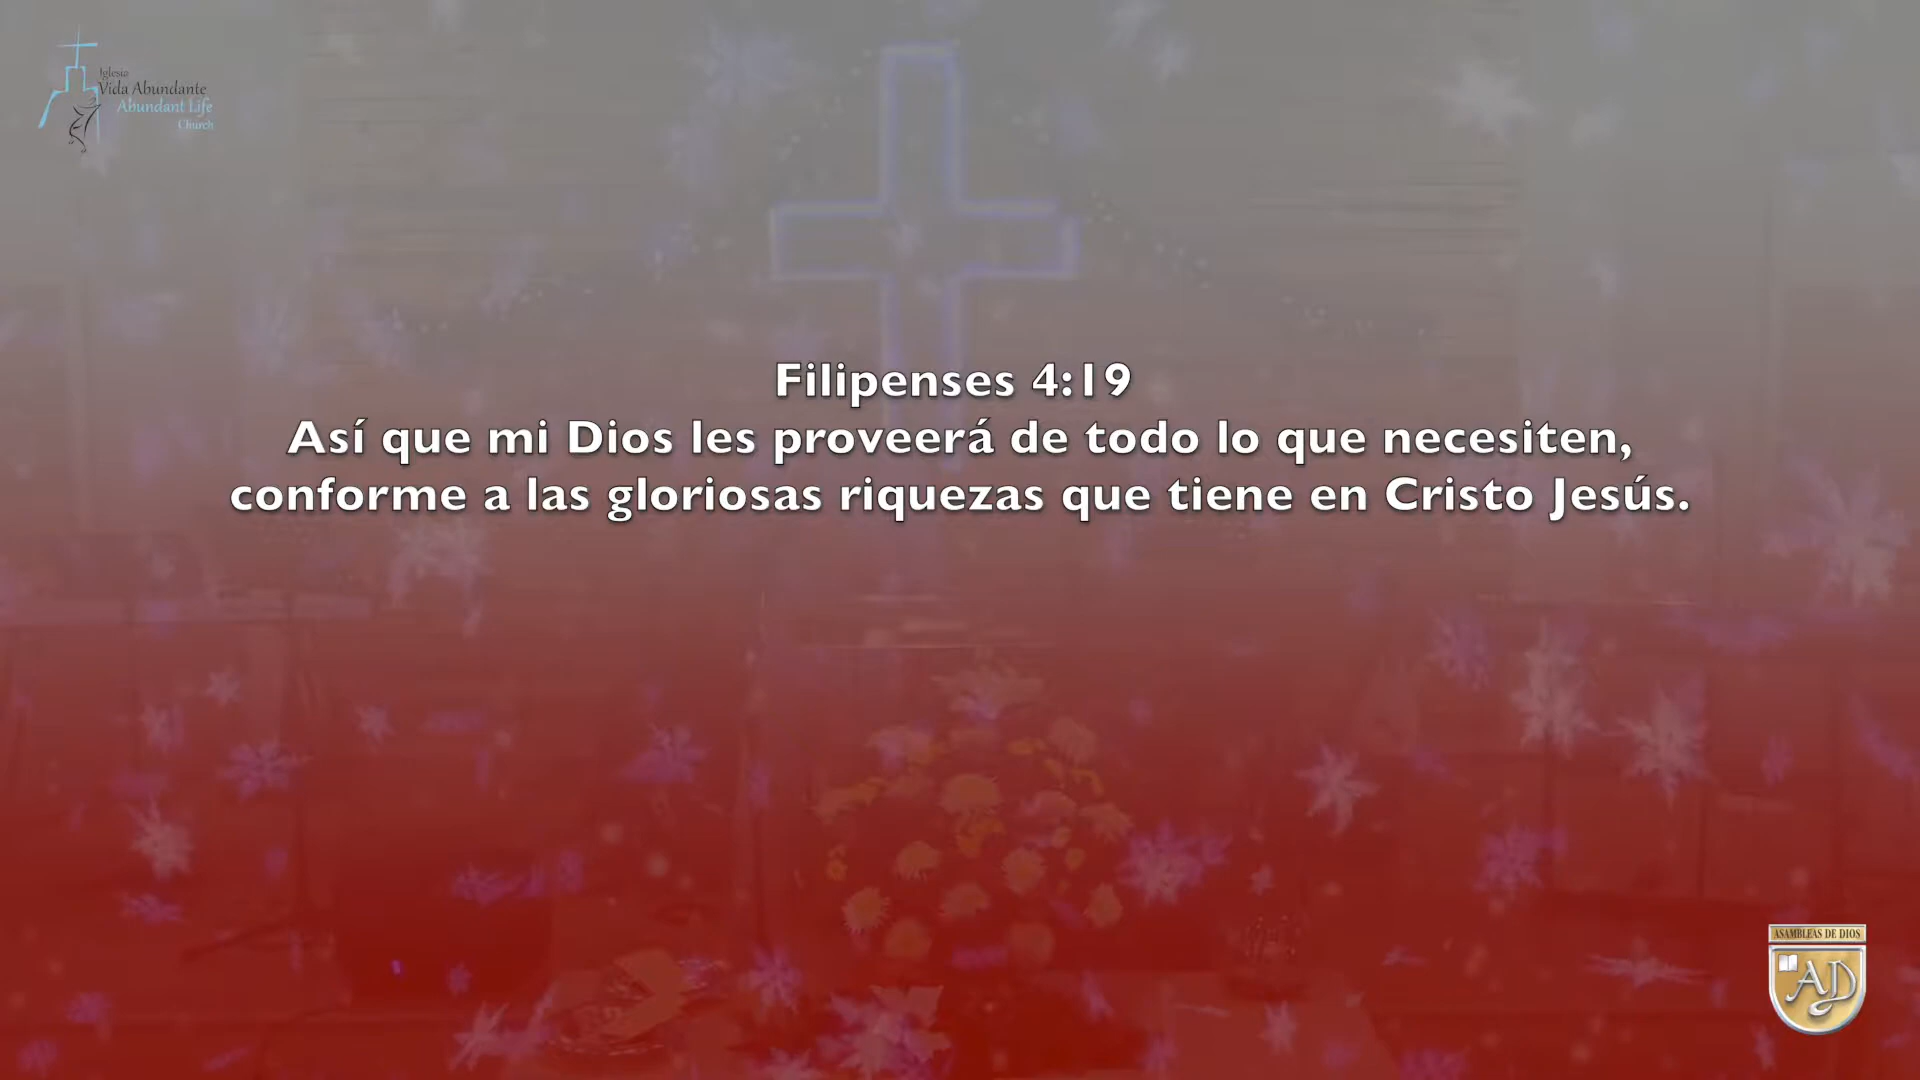 Iglesia
Vida Abundante
Abundant Life
Church
Filipenses 4:19
Así que mi Dios les proveerá de todo lo que necesiten,
conforme a las gloriosas riquezas que tiene en Cristo Jesús.
ASAMBLEAS DE DIOS
AD